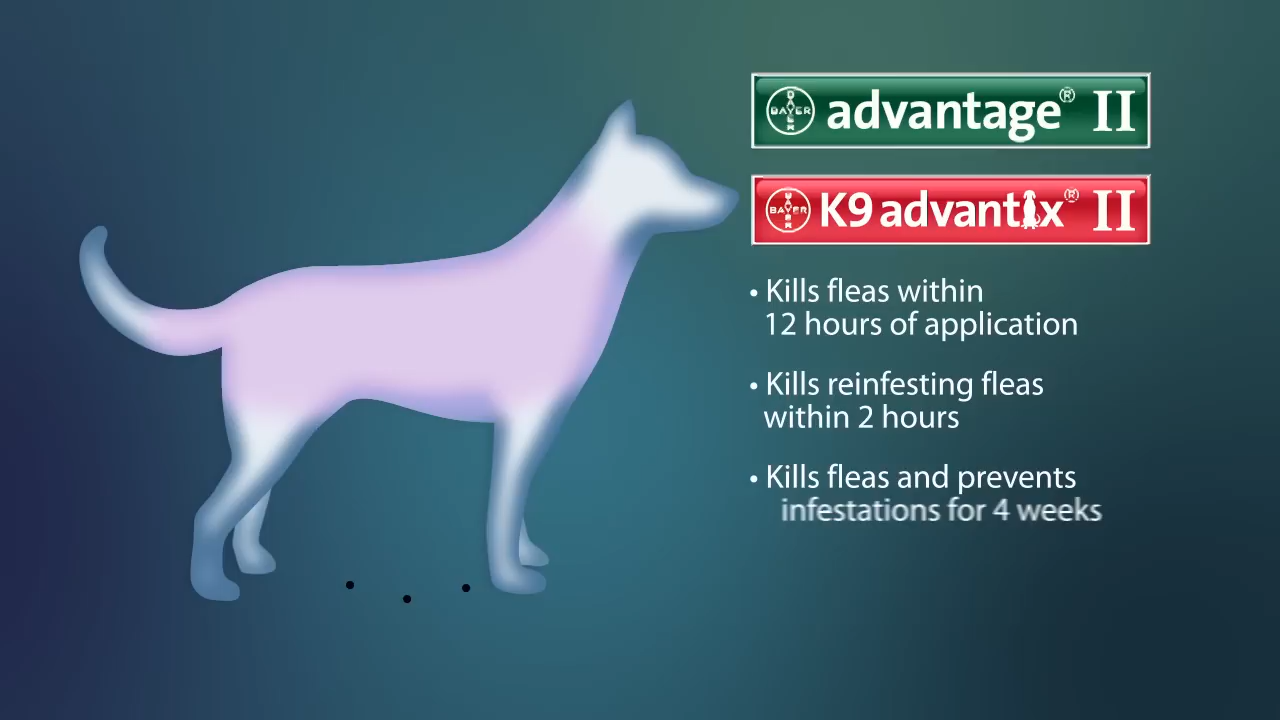 BAYER advantage® II
BAYER K9 advantix® II
• Kills fleas within
12 hours of application
• Kills reinfesting fleas
within 2 hours
• Kills fleas and prevents
infestations for 4 weeks